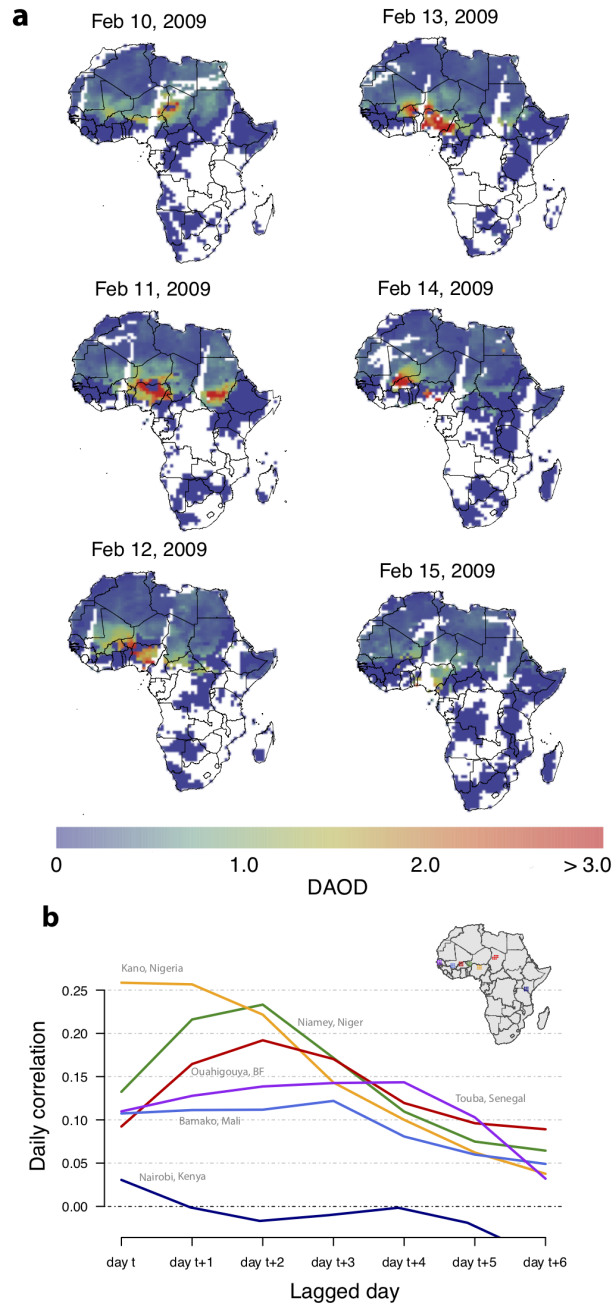 a
Feb 10, 2009
Feb 13, 2009
Feb 11, 2009
Feb 14, 2009
Feb 12, 2009
Feb 15, 2009
0
1.0
2.0
> 3.0
DAOD
b
Kano, Nigeria
0.25
Niamey, Niger
0.20
Ouahigouya, BF
0.15
Touba, Senegal
Bamako, Mali
0.10
0.05
Nairobi, Kenya
0.00
Daily correlation
day t
day t+1
day t+2
day t+3
day t+4
day t+5
day t+6
Lagged day